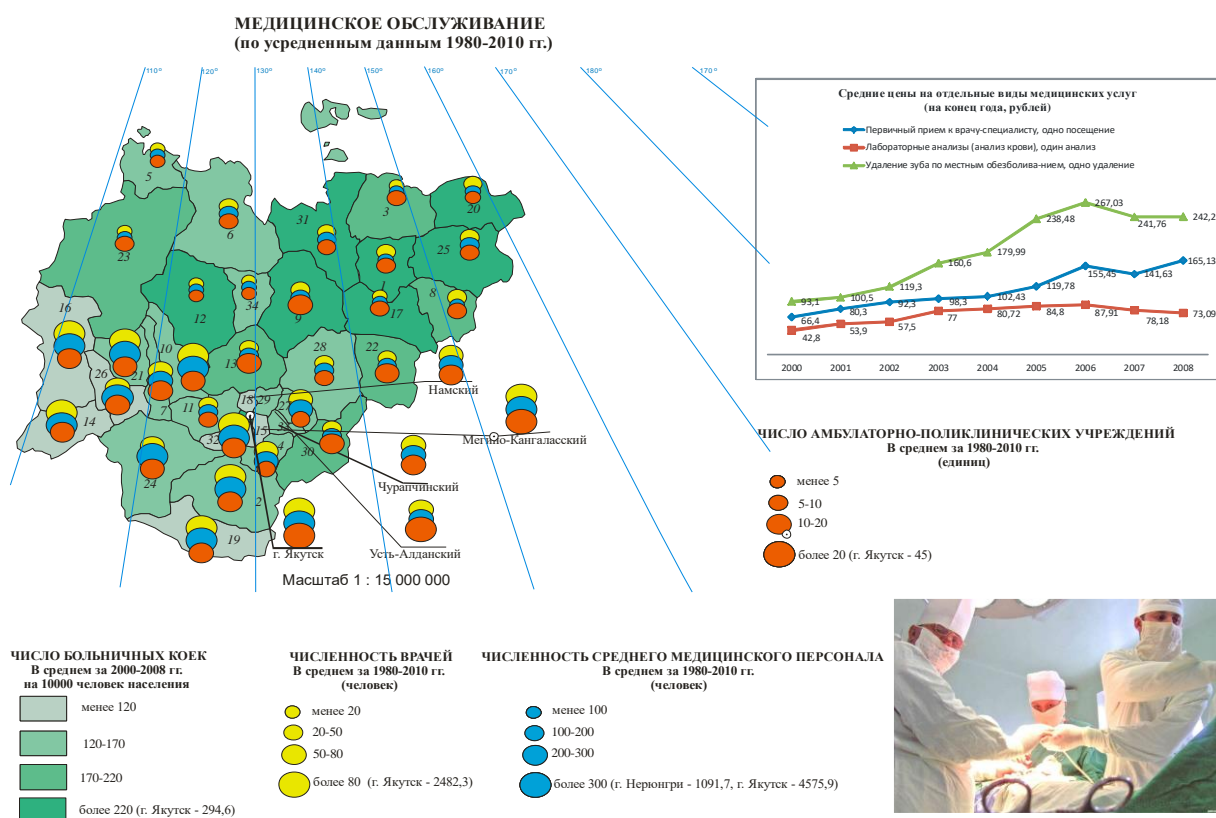 МЕДИЦИНСКОЕ ОБСЛУЖИВАНИЕ
(по усредненным данным 1980-2010 гг.)
110° 120° 130° 140° 150° 160° 170° 180° 170°
Средние цены на отдельные виды медицинских услуг
(на конец года, рублей)
Первичный прием к врачу-специалисту, одно посещение
Лабораторные анализы (анализ крови), один анализ
Удаление зуба по местным обезболива-нием, одно удаление
93,1 100,5 119,3 160,6 179,99 238,48 267,03 241,76 242,2
66,4 80,3 92,3 98,3 102,43 119,78 155,45 141,63 165,13
42,8 53,9 57,5 77 80,72 84,8 87,91 78,18 73,09
2000 2001 2002 2003 2004 2005 2006 2007 2008
5
3
20
31
6
25
23
1
8
34
16
12
9
17
10
28
22
13
26
21
Намский
18 29
27
7
11
14
15
32
4
30
Мегино-Кангаласский
24
Чурапчинский
2
19
г. Якутск
Усть-Алданский
Масштаб 1 : 15 000 000
ЧИСЛО АМБУЛАТОРНО-ПОЛИКЛИНИЧЕСКИХ УЧРЕЖДЕНИЙ
В среднем за 1980-2010 гг.
(единиц)
менее 5
5-10
10-20
более 20 (г. Якутск - 45)
ЧИСЛО БОЛЬНИЧНЫХ КОЕК
В среднем за 2000-2008 гг.
на 10000 человек населения
менее 120
120-170
170-220
более 220 (г. Якутск - 294,6)
ЧИСЛЕННОСТЬ ВРАЧЕЙ
В среднем за 1980-2010 гг.
(человек)
менее 20
20-50
50-80
более 80 (г. Якутск - 2482,3)
ЧИСЛЕННОСТЬ СРЕДНЕГО МЕДИЦИНСКОГО ПЕРСОНАЛА
В среднем за 1980-2010 гг.
(человек)
менее 100
100-200
200-300
более 300 (г. Нерюнгри - 1091,7, г. Якутск - 4575,9)